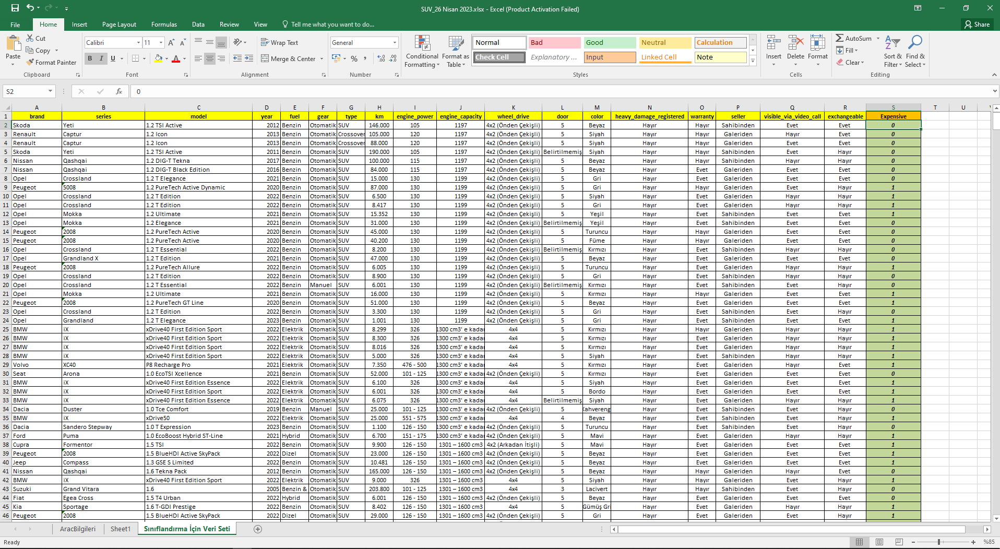 SUV_26 Nisan 2023.xlsx - Excel (Product Activation Failed)
File Home Insert Page Layout Formulas Data Review View Tell me what you want to do... Share
Paste Cut Copy Format Painter Clipboard
Calibri 11 B I U Font
Wrap Text Merge & Center Alignment
General % Number
Conditional Formatting Format as Table
Normal Bad Good Neutral Calculation
Check Cell Explanatory ... Input Linked Cell Note
Styles
Insert Delete Format Cells
AutoSum Fill Clear Sort & Filter Find & Select Editing
S2 fx 0
A B C D E F G H I J K L M N O P Q R S T U
1 brand series model year fuel gear type km engine_power engine_capacity wheel_drive door color heavy_damage_registered warranty seller visible_via_video_call exchangeable Expensive
2 Skoda Yeti 1.2 TSI Active 2012 Benzin Otomatik SUV 146.000 105 1197 4x2 (Önden Çekişli) 5 Beyaz Hayır Hayır Sahibinden Evet Evet 0
3 Renault Captur 1.2 Icon 2013 Benzin Otomatik Crossover 105.000 120 1197 4x2 (Önden Çekişli) 5 Siyah Hayır Hayır Galeriden Hayır Evet 0
4 Renault Captur 1.2 Icon 2013 Benzin Otomatik Crossover 88.000 120 1197 4x2 (Önden Çekişli) 5 Siyah Hayır Hayır Galeriden Evet Evet 0
5 Skoda Yeti 1.2 TSI Active 2011 Benzin Otomatik SUV 190.000 105 1197 4x2 (Önden Çekişli) Belirtilmemiş Siyah Hayır Hayır Sahibinden Evet Hayır 0
6 Nissan Qashqai 1.2 DIG-T Tekna 2017 Benzin Otomatik SUV 100.000 115 1197 4x2 (Önden Çekişli) 5 Beyaz Hayır Hayır Sahibinden Hayır Hayır 0
7 Nissan Qashqai 1.2 DIG-T Black Edition 2016 Benzin Otomatik SUV 84.000 115 1197 4x2 (Önden Çekişli) 5 Beyaz Hayır Evet Galeriden Evet Evet 0
8 Opel Crossland 1.2 T Elegance 2021 Benzin Otomatik SUV 15.000 130 1199 4x2 (Önden Çekişli) 5 Gri Hayır Evet Galeriden Evet Evet 0
9 Peugeot 5008 1.2 PureTech Active Dynamic 2020 Benzin Otomatik SUV 87.000 130 1199 4x2 (Önden Çekişli) 5 Gri Hayır Hayır Galeriden Evet Hayır 1
10 Opel Crossland 1.2 T Edition 2022 Benzin Otomatik SUV 6.500 130 1199 4x2 (Önden Çekişli) 5 Siyah Hayır Evet Galeriden Hayır Hayır 1
11 Opel Crossland 1.2 T Edition 2022 Benzin Otomatik SUV 8.417 130 1199 4x2 (Önden Çekişli) 5 Gri Hayır Evet Galeriden Hayır Hayır 1
12 Opel Mokka 1.2 Ultimate 2021 Benzin Otomatik SUV 15.352 130 1199 4x2 (Önden Çekişli) 5 Yeşil Hayır Evet Sahibinden Evet Evet 1
13 Opel Mokka 1.2 Elegance 2021 Benzin Otomatik SUV 31.000 130 1199 4x2 (Önden Çekişli) Belirtilmemiş Yeşil Hayır Evet Sahibinden Evet Evet 0
14 Peugeot 2008 1.2 PureTech Active 2020 Benzin Otomatik SUV 45.000 130 1199 4x2 (Önden Çekişli) 5 Turuncu Hayır Hayır Galeriden Evet Evet 0
15 Peugeot 2008 1.2 PureTech Active 2020 Benzin Otomatik SUV 40.200 130 1199 4x2 (Önden Çekişli) 5 Füme Hayır Hayır Galeriden Evet Evet 0
16 Opel Crossland 1.2 T Essential 2022 Benzin Otomatik SUV 8.200 130 1199 4x2 (Önden Çekişli) Belirtilmemiş Kırmızı Hayır Evet Sahibinden Evet Hayır 0
17 Opel Grandland X 1.2 T Edition 2021 Benzin Otomatik SUV 47.000 130 1199 4x2 (Önden Çekişli) 5 Beyaz Hayır Evet Galeriden Evet Evet 0
18 Peugeot 2008 1.2 PureTech Allure 2022 Benzin Otomatik SUV 6.005 130 1199 4x2 (Önden Çekişli) 5 Turuncu Hayır Evet Galeriden Hayır Hayır 1
19 Opel Crossland 1.2 T Edition 2022 Benzin Otomatik SUV 8.900 130 1199 4x2 (Önden Çekişli) 5 Gri Hayır Evet Sahibinden Hayır Hayır 0
20 Opel Crossland 1.2 T Essential 2022 Benzin Manuel SUV 6.001 130 1199 4x2 (Önden Çekişli) Belirtilmemiş Kırmızı Hayır Evet Sahibinden Evet Hayır 0
21 Opel Mokka 1.2 Ultimate 2021 Benzin Otomatik SUV 16.000 130 1199 4x2 (Önden Çekişli) 5 Kırmızı Hayır Hayır Galeriden Evet Evet 1
22 Peugeot 2008 1.2 PureTech GT Line 2020 Benzin Otomatik SUV 51.000 130 1199 4x2 (Önden Çekişli) 5 Beyaz Hayır Evet Galeriden Evet Evet 1
23 Opel Crossland 1.2 T Edition 2022 Benzin Otomatik SUV 3.300 130 1199 4x2 (Önden Çekişli) 5 Gri Hayır Evet Sahibinden Evet Hayır 0
24 Opel Grandland 1.2 T Elegance 2023 Benzin Otomatik SUV 1.001 130 1199 4x2 (Önden Çekişli) 5 Gri Hayır Evet Sahibinden Hayır Evet 1
25 BMW iX xDrive40 First Edition Sport 2022 Elektrik Otomatik SUV 8.299 326 1300 cm3' e kadar 4x4 5 Kırmızı Hayır Hayır Galeriden Hayır Hayır 1
26 BMW iX xDrive40 First Edition Sport 2022 Elektrik Otomatik SUV 8.300 326 1300 cm3' e kadar 4x4 5 Kırmızı Hayır Evet Galeriden Hayır Hayır 1
27 BMW iX xDrive40 First Edition Sport 2022 Elektrik Otomatik SUV 8.016 326 1300 cm3' e kadar 4x4 5 Kırmızı Hayır Evet Galeriden Hayır Hayır 1
28 BMW iX xDrive40 First Edition Sport 2022 Elektrik Otomatik SUV 5.000 326 1300 cm3' e kadar 4x4 5 Siyah Hayır Evet Sahibinden Evet Hayır 1
29 Volvo XC40 P8 Recharge Pro 2021 Elektrik Otomatik SUV 7.350 476 - 500 1300 cm3' e kadar 4x4 5 Kırmızı Hayır Evet Galeriden Hayır Evet 1
30 Seat Arona 1.0 EcoTSI Xcellence 2021 Benzin Otomatik SUV 52.000 101 - 125 1300 cm3' e kadar 4x2 (Önden Çekişli) 5 Kırmızı Hayır Evet Galeriden Evet Evet 0
31 BMW iX xDrive40 First Edition Essence 2022 Elektrik Otomatik SUV 6.100 326 1300 cm3' e kadar 4x4 5 Siyah Hayır Evet Galeriden Evet Hayır 1
32 BMW iX xDrive40 First Edition Sport 2022 Elektrik Otomatik SUV 6.001 326 1300 cm3' e kadar 4x4 5 Bordo Hayır Evet Galeriden Evet Evet 1
33 BMW iX xDrive40 First Edition Essence 2022 Elektrik Otomatik SUV 6.075 326 1300 cm3' e kadar 4x4 Belirtilmemiş Siyah Hayır Evet Galeriden Hayır Hayır 1
34 Dacia Duster 1.0 Tce Comfort 2019 Benzin Manuel SUV 25.000 101 - 125 1300 cm3' e kadar 4x2 (Önden Çekişli) 5 Kahvereng Hayır Evet Sahibinden Evet Evet 0
35 BMW iX xDrive50 2022 Elektrik Otomatik SUV 25.000 551 - 575 1300 cm3' e kadar 4x4 4 Beyaz Hayır Evet Sahibinden Evet Hayır 1
36 Dacia Sandero Stepway 1.0 T Expression 2023 Benzin Otomatik SUV 1.100 126 - 150 1300 cm3' e kadar 4x2 (Önden Çekişli) 5 Turuncu Hayır Evet Sahibinden Evet Hayır 0
37 Ford Puma 1.0 EcoBoost Hybrid ST-Line 2021 Hybrid Otomatik SUV 6.700 151 - 175 1300 cm3' e kadar 4x2 (Önden Çekişli) 5 Mavi Hayır Evet Galeriden Hayır Hayır 1
38 Cupra Formentor 1.5 TSI 2022 Benzin Otomatik SUV 9.900 126 - 150 1301 – 1600 cm3 4x2 (Arkadan İtişli) 5 Mavi Hayır Evet Galeriden Evet Evet 1
39 Peugeot 2008 1.5 BlueHDI Active SkyPack 2022 Dizel Otomatik SUV 23.000 126 - 150 1301 – 1600 cm3 4x2 (Önden Çekişli) 5 Beyaz Hayır Evet Galeriden Evet Evet 1
40 Jeep Compass 1.3 GSE S Limited 2022 Benzin Otomatik SUV 10.481 126 - 150 1301 – 1600 cm3 4x2 (Önden Çekişli) 5 Beyaz Hayır Evet Galeriden Evet Evet 1
41 Nissan Qashqai 1.6 Tekna Pack 2012 Benzin Otomatik SUV 165.000 126 - 150 1301 – 1600 cm3 4x2 (Önden Çekişli) 5 Beyaz Hayır Hayır Galeriden Evet Evet 0
42 BMW iX xDrive40 First Edition Sport 2022 Elektrik Otomatik SUV 9.000 326 1301 – 1600 cm3 4x4 5 Siyah Hayır Hayır Galeriden Evet Hayır 1
43 Suzuki Grand Vitara 1.6 2005 Benzin & Otomatik SUV 203.800 101 - 125 1301 – 1600 cm3 4x4 3 Lacivert Hayır Hayır Sahibinden Evet Hayır 0
44 Fiat Egea Cross 1.5 T4 Urban 2022 Hybrid Otomatik SUV 6.001 126 - 150 1301 – 1600 cm3 4x2 (Önden Çekişli) 5 Beyaz Hayır Evet Galeriden Evet Evet 0
45 Kia Sportage 1.6 T-GDI Prestige 2022 Benzin Otomatik SUV 8.402 126 - 150 1301 – 1600 cm3 4x4 5 Gümüş Gri Hayır Evet Galeriden Hayır Hayır 1
46 Peugeot 2008 1.5 BlueHDI Active SkyPack 2022 Dizel Otomatik SUV 29.000 126 - 150 1301 – 1600 cm3 4x2 (Önden Çekişli) 5 Gri Hayır Evet Galeriden Evet Evet 1
AracBilgileri Sheet1 Sınıflandırma İçin Veri Seti
Ready %85